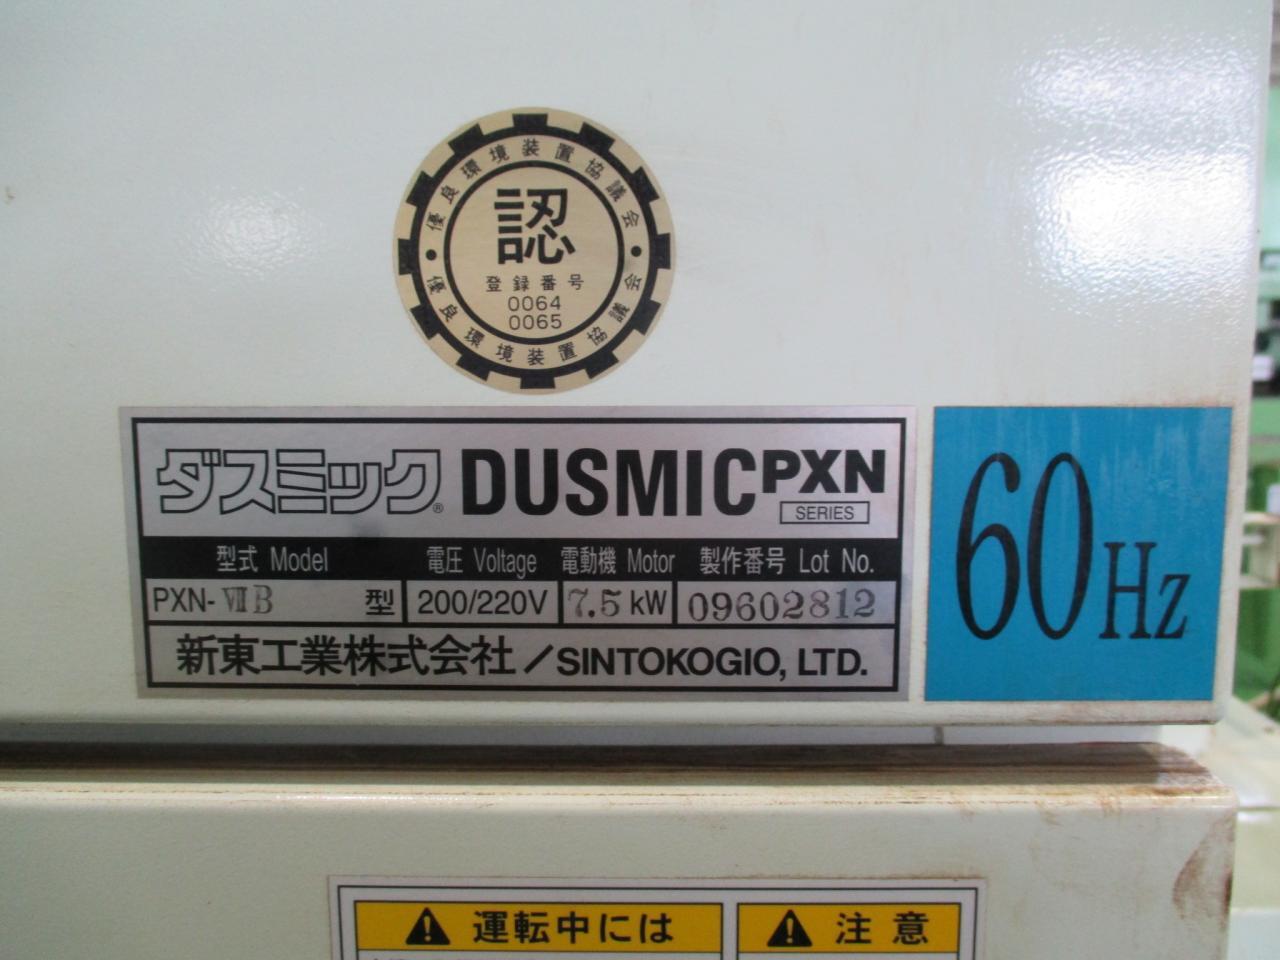 優良環境装置協議会
認
登録番号
0064
0065
優良環境装置協議会
ダスミック® DUSMIC PXN
SERIES
型式 Model 電圧 Voltage 電動機 Motor 製作番号 Lot No.
PXN-ⅦB 型 200/220V 7.5 kW 09602812
新東工業株式会社/SINTOKOGIO, LTD.
60Hz
運転中には
注意